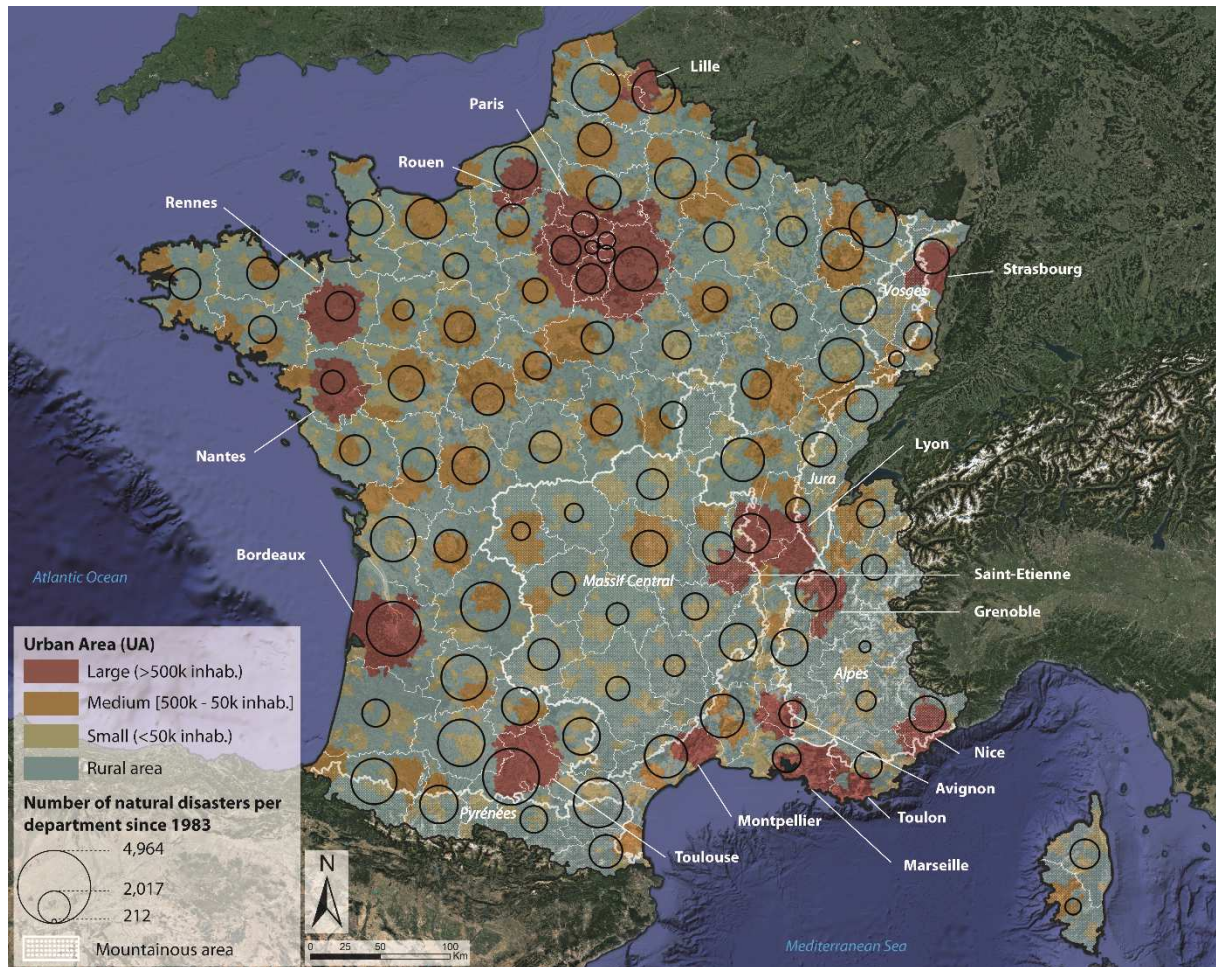 Lille
Paris
Rouen
Rennes
Strasbourg
Vosges
Nantes
Lyon
Jura
Bordeaux
Atlantic Ocean
Massif Central
Saint-Etienne
Grenoble
Alpes
Nice
Avignon
Pyrénées
Montpellier
Toulon
Toulouse
Marseille
Mediterranean Sea
Urban Area (UA)
Large (>500k inhab.)
Medium [500k - 50k inhab.]
Small (<50k inhab.)
Rural area
Number of natural disasters per
department since 1983
4,964
2,017
212
Mountainous area
N
0 25 50 100
Km